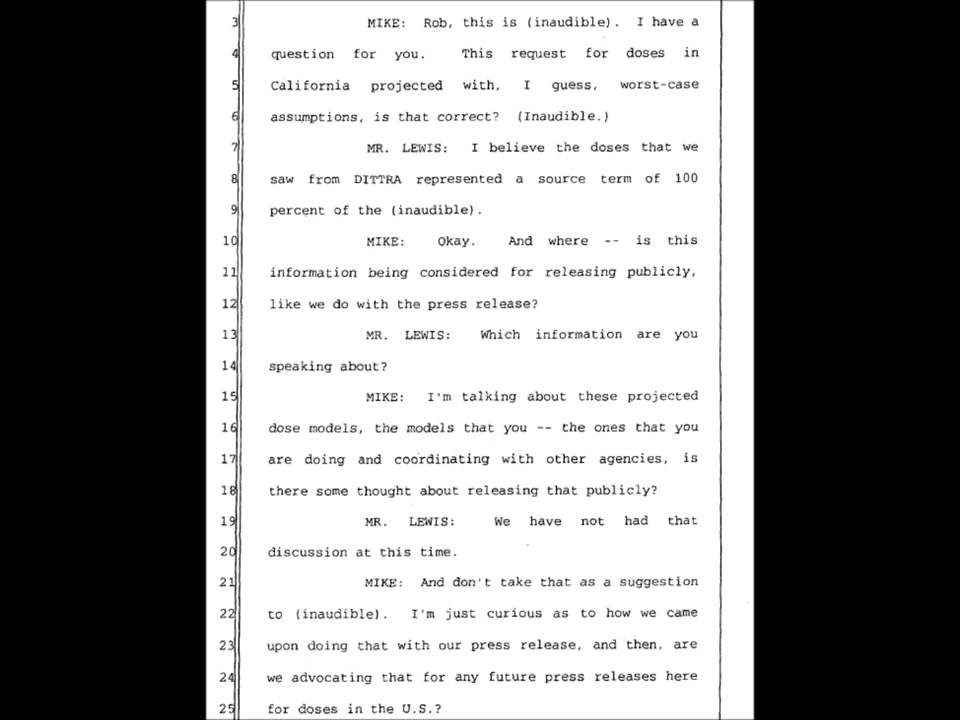 3 MIKE: Rob, this is (inaudible). I have a
4 question for you. This request for doses in
5 California projected with, I guess, worst-case
6 assumptions, is that correct? (Inaudible.)
7 MR. LEWIS: I believe the doses that we
8 saw from DITTRA represented a source term of 100
9 percent of the (inaudible).
10 MIKE: Okay. And where -- is this
11 information being considered for releasing publicly,
12 like we do with the press release?
13 MR. LEWIS: Which information are you
14 speaking about?
15 MIKE: I'm talking about these projected
16 dose models, the models that you -- the ones that you
17 are doing and coordinating with other agencies, is
18 there some thought about releasing that publicly?
19 MR. LEWIS: We have not had that
20 discussion at this time.
21 MIKE: And don't take that as a suggestion
22 to (inaudible). I'm just curious as to how we came
23 upon doing that with our press release, and then, are
24 we advocating that for any future press releases here
25 for doses in the U.S.?